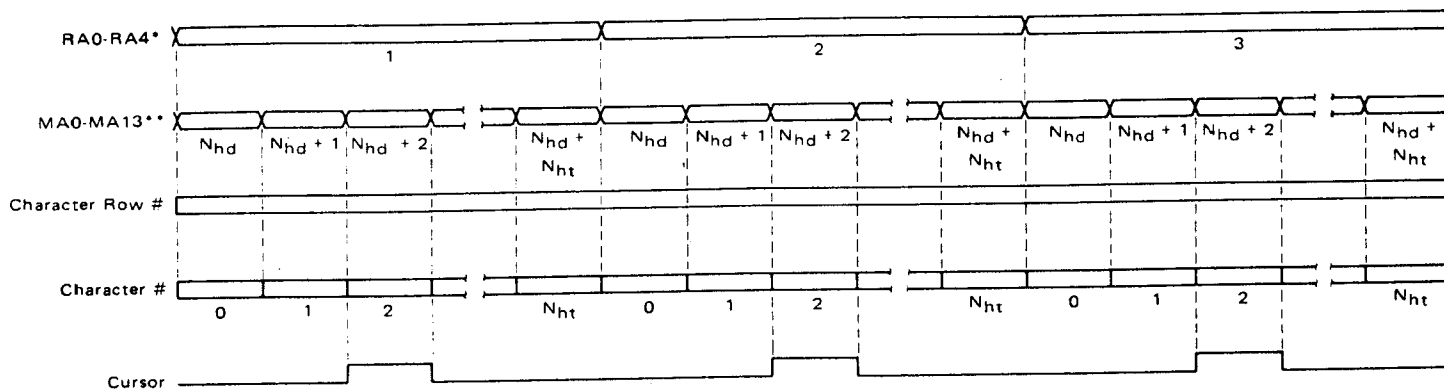 RA0-RA4*
1 2 3
MA0-MA13**
Nhd Nhd + 1 Nhd + 2 Nhd + Nht Nhd Nhd + 1 Nhd + 2 Nhd + Nht Nhd Nhd + 1 Nhd + 2 Nhd + Nht
Character Row #
Character #
0 1 2 Nht 0 1 2 Nht 0 1 2 Nht
Cursor